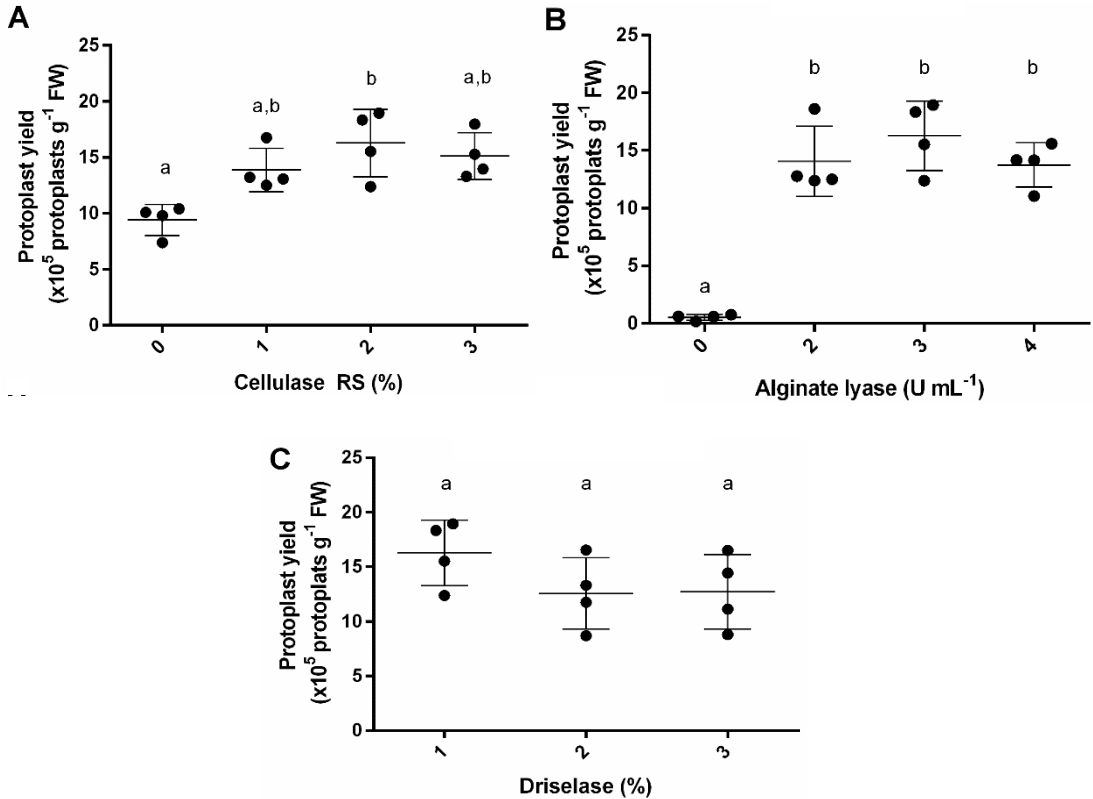 A
Protoplast yield
(x10⁵ protoplasts g⁻¹ FW)
25
20
15
10
5
0
a
a,b
b
a,b
0
1
2
3
Cellulase RS (%)
B
Protoplast yield
(x10⁵ protoplats g⁻¹ FW)
25
20
15
10
5
0
a
b
b
b
0
2
3
4
Alginate lyase (U mL⁻¹)
C
Protoplast yield
(x10⁵ protoplats g⁻¹ FW)
25
20
15
10
5
0
a
a
a
1
2
3
Driselase (%)